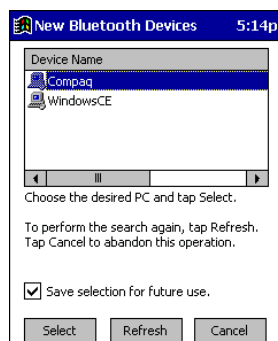 New Bluetooth Devices 5:14p
Device Name
Compaq
WindowsCE
Choose the desired PC and tap Select.
To perform the search again, tap Refresh.
Tap Cancel to abandon this operation.
Save selection for future use.
Select Refresh Cancel